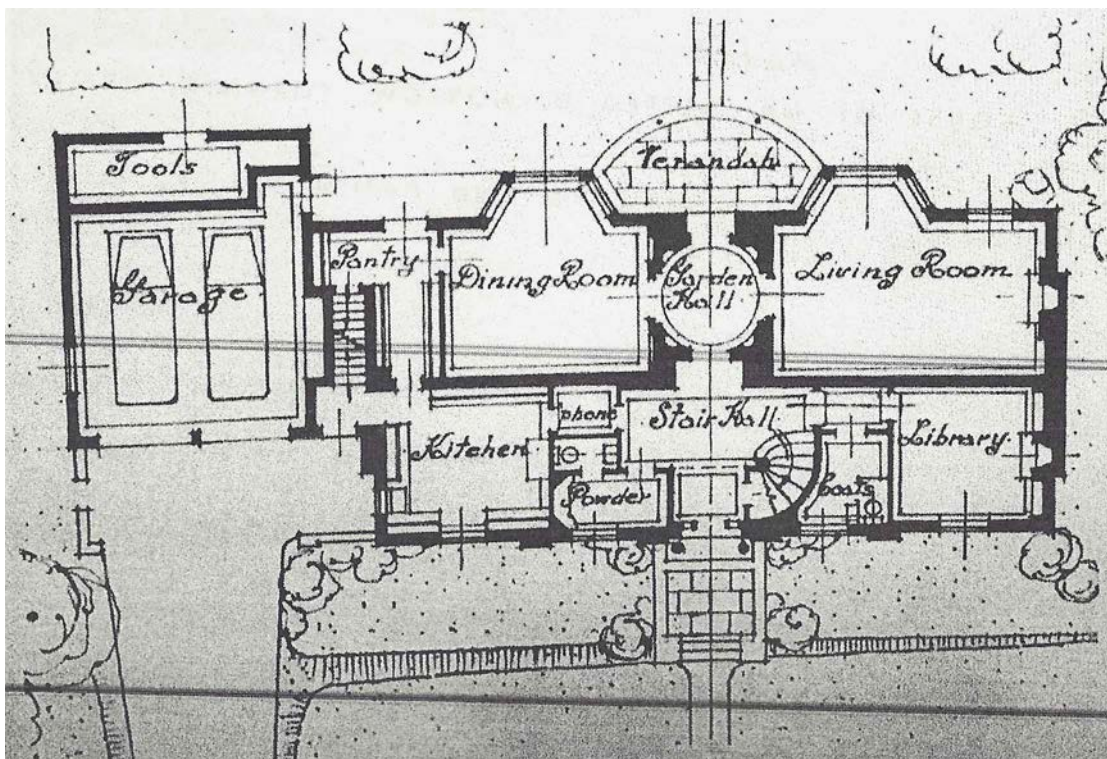 Verandah
Tools
Pantry
Dining Room
Garden
Hall
Living Room
Garage
phone
Stair Hall
Kitchen
Library
Powder
Coats